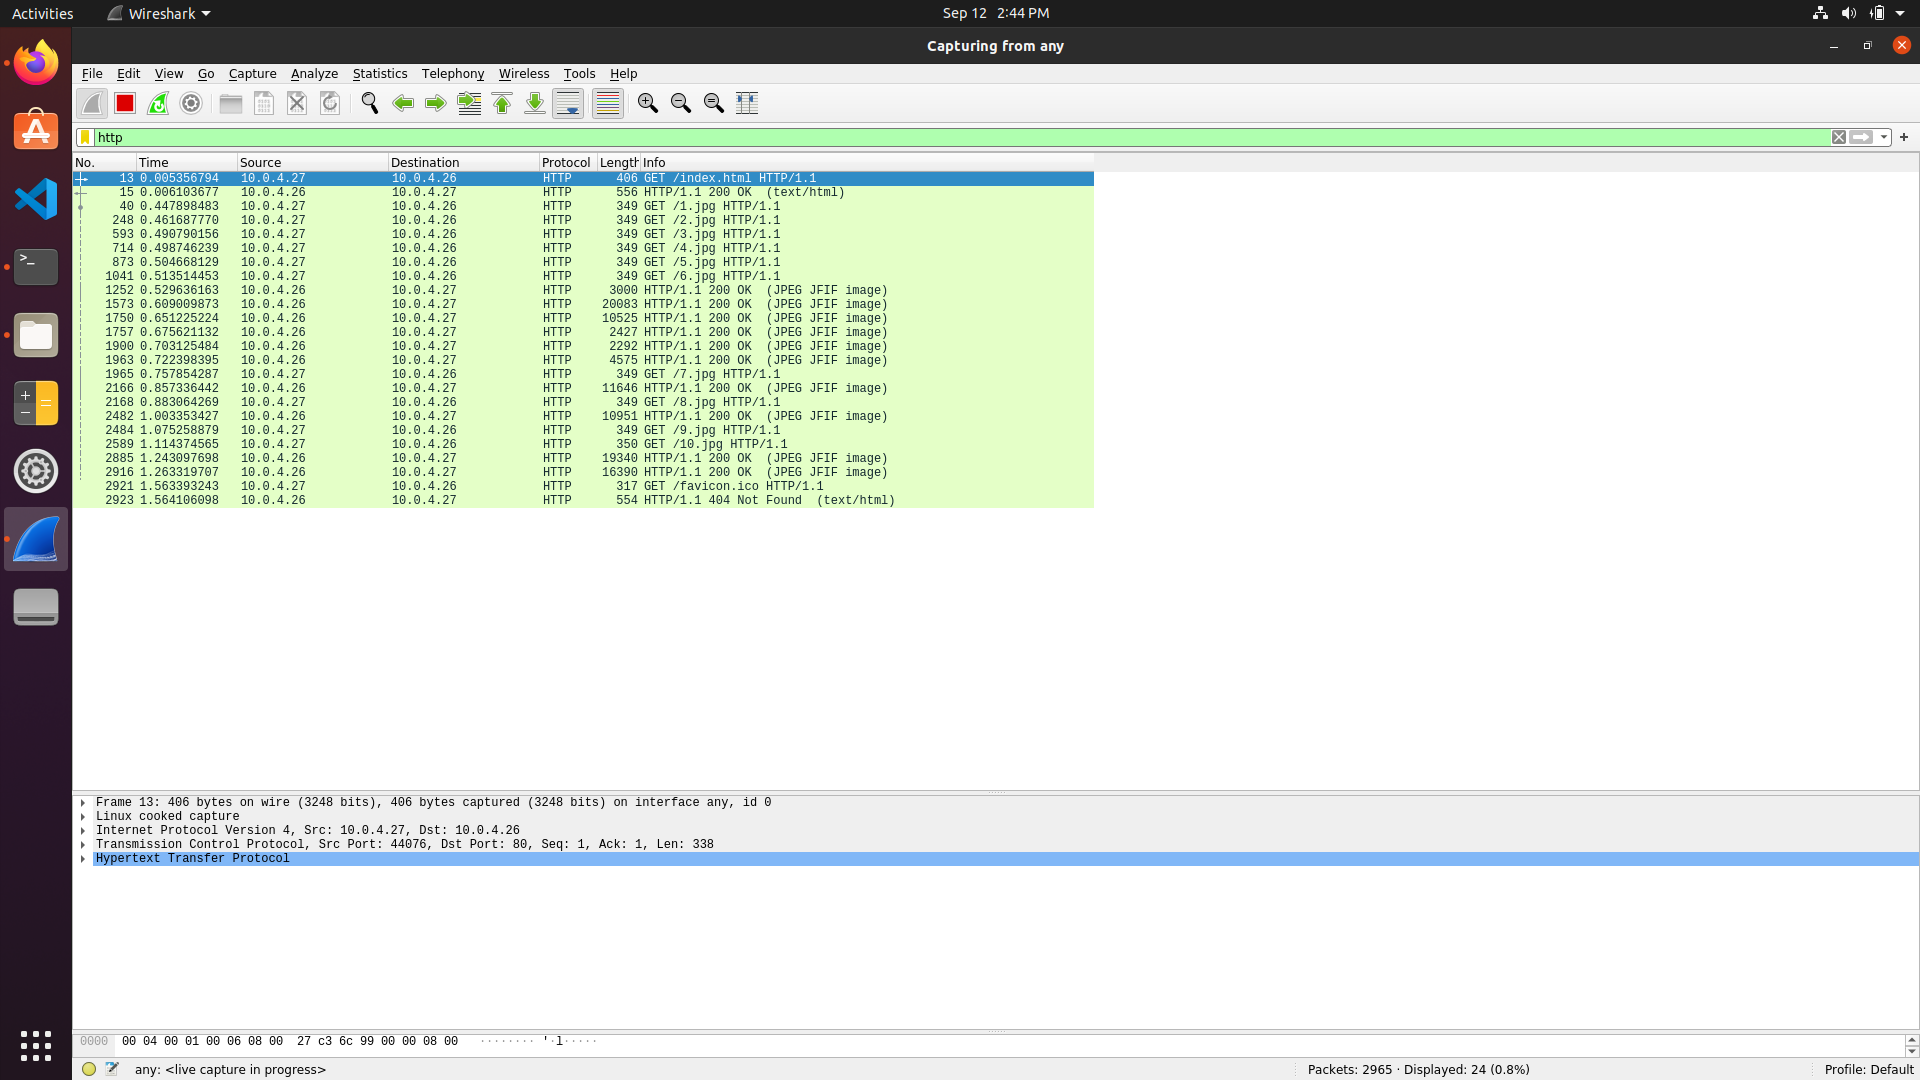 Activities Wireshark Sep 12 2:44 PM
Capturing from any
File Edit View Go Capture Analyze Statistics Telephony Wireless Tools Help
http
No. Time Source Destination Protocol Length Info
13 0.005356794 10.0.4.27 10.0.4.26 HTTP 406 GET /index.html HTTP/1.1
15 0.006103677 10.0.4.26 10.0.4.27 HTTP 556 HTTP/1.1 200 OK (text/html)
40 0.447898483 10.0.4.27 10.0.4.26 HTTP 349 GET /1.jpg HTTP/1.1
248 0.461687770 10.0.4.27 10.0.4.26 HTTP 349 GET /2.jpg HTTP/1.1
593 0.490790156 10.0.4.27 10.0.4.26 HTTP 349 GET /3.jpg HTTP/1.1
714 0.498746239 10.0.4.27 10.0.4.26 HTTP 349 GET /4.jpg HTTP/1.1
873 0.504668129 10.0.4.27 10.0.4.26 HTTP 349 GET /5.jpg HTTP/1.1
1041 0.513514453 10.0.4.27 10.0.4.26 HTTP 349 GET /6.jpg HTTP/1.1
1252 0.529636163 10.0.4.26 10.0.4.27 HTTP 3000 HTTP/1.1 200 OK (JPEG JFIF image)
1573 0.609009873 10.0.4.26 10.0.4.27 HTTP 20083 HTTP/1.1 200 OK (JPEG JFIF image)
1750 0.651225224 10.0.4.26 10.0.4.27 HTTP 10525 HTTP/1.1 200 OK (JPEG JFIF image)
1757 0.675621132 10.0.4.26 10.0.4.27 HTTP 2427 HTTP/1.1 200 OK (JPEG JFIF image)
1900 0.703125484 10.0.4.26 10.0.4.27 HTTP 2292 HTTP/1.1 200 OK (JPEG JFIF image)
1963 0.722398395 10.0.4.26 10.0.4.27 HTTP 4575 HTTP/1.1 200 OK (JPEG JFIF image)
1965 0.757854287 10.0.4.27 10.0.4.26 HTTP 349 GET /7.jpg HTTP/1.1
2166 0.857336442 10.0.4.26 10.0.4.27 HTTP 11646 HTTP/1.1 200 OK (JPEG JFIF image)
2168 0.883064269 10.0.4.27 10.0.4.26 HTTP 349 GET /8.jpg HTTP/1.1
2482 1.003353427 10.0.4.26 10.0.4.27 HTTP 10951 HTTP/1.1 200 OK (JPEG JFIF image)
2484 1.075258879 10.0.4.27 10.0.4.26 HTTP 349 GET /9.jpg HTTP/1.1
2589 1.114374565 10.0.4.27 10.0.4.26 HTTP 350 GET /10.jpg HTTP/1.1
2885 1.243097698 10.0.4.26 10.0.4.27 HTTP 19340 HTTP/1.1 200 OK (JPEG JFIF image)
2916 1.263319707 10.0.4.26 10.0.4.27 HTTP 16390 HTTP/1.1 200 OK (JPEG JFIF image)
2921 1.563393243 10.0.4.27 10.0.4.26 HTTP 317 GET /favicon.ico HTTP/1.1
2923 1.564106098 10.0.4.26 10.0.4.27 HTTP 554 HTTP/1.1 404 Not Found (text/html)
Frame 13: 406 bytes on wire (3248 bits), 406 bytes captured (3248 bits) on interface any, id 0
Linux cooked capture
Internet Protocol Version 4, Src: 10.0.4.27, Dst: 10.0.4.26
Transmission Control Protocol, Src Port: 44076, Dst Port: 80, Seq: 1, Ack: 1, Len: 338
Hypertext Transfer Protocol
0000 00 04 00 01 00 06 08 00 27 c3 6c 99 00 00 08 00 ········ '·l·····
any: <live capture in progress> Packets: 2965 · Displayed: 24 (0.8%) Profile: Default